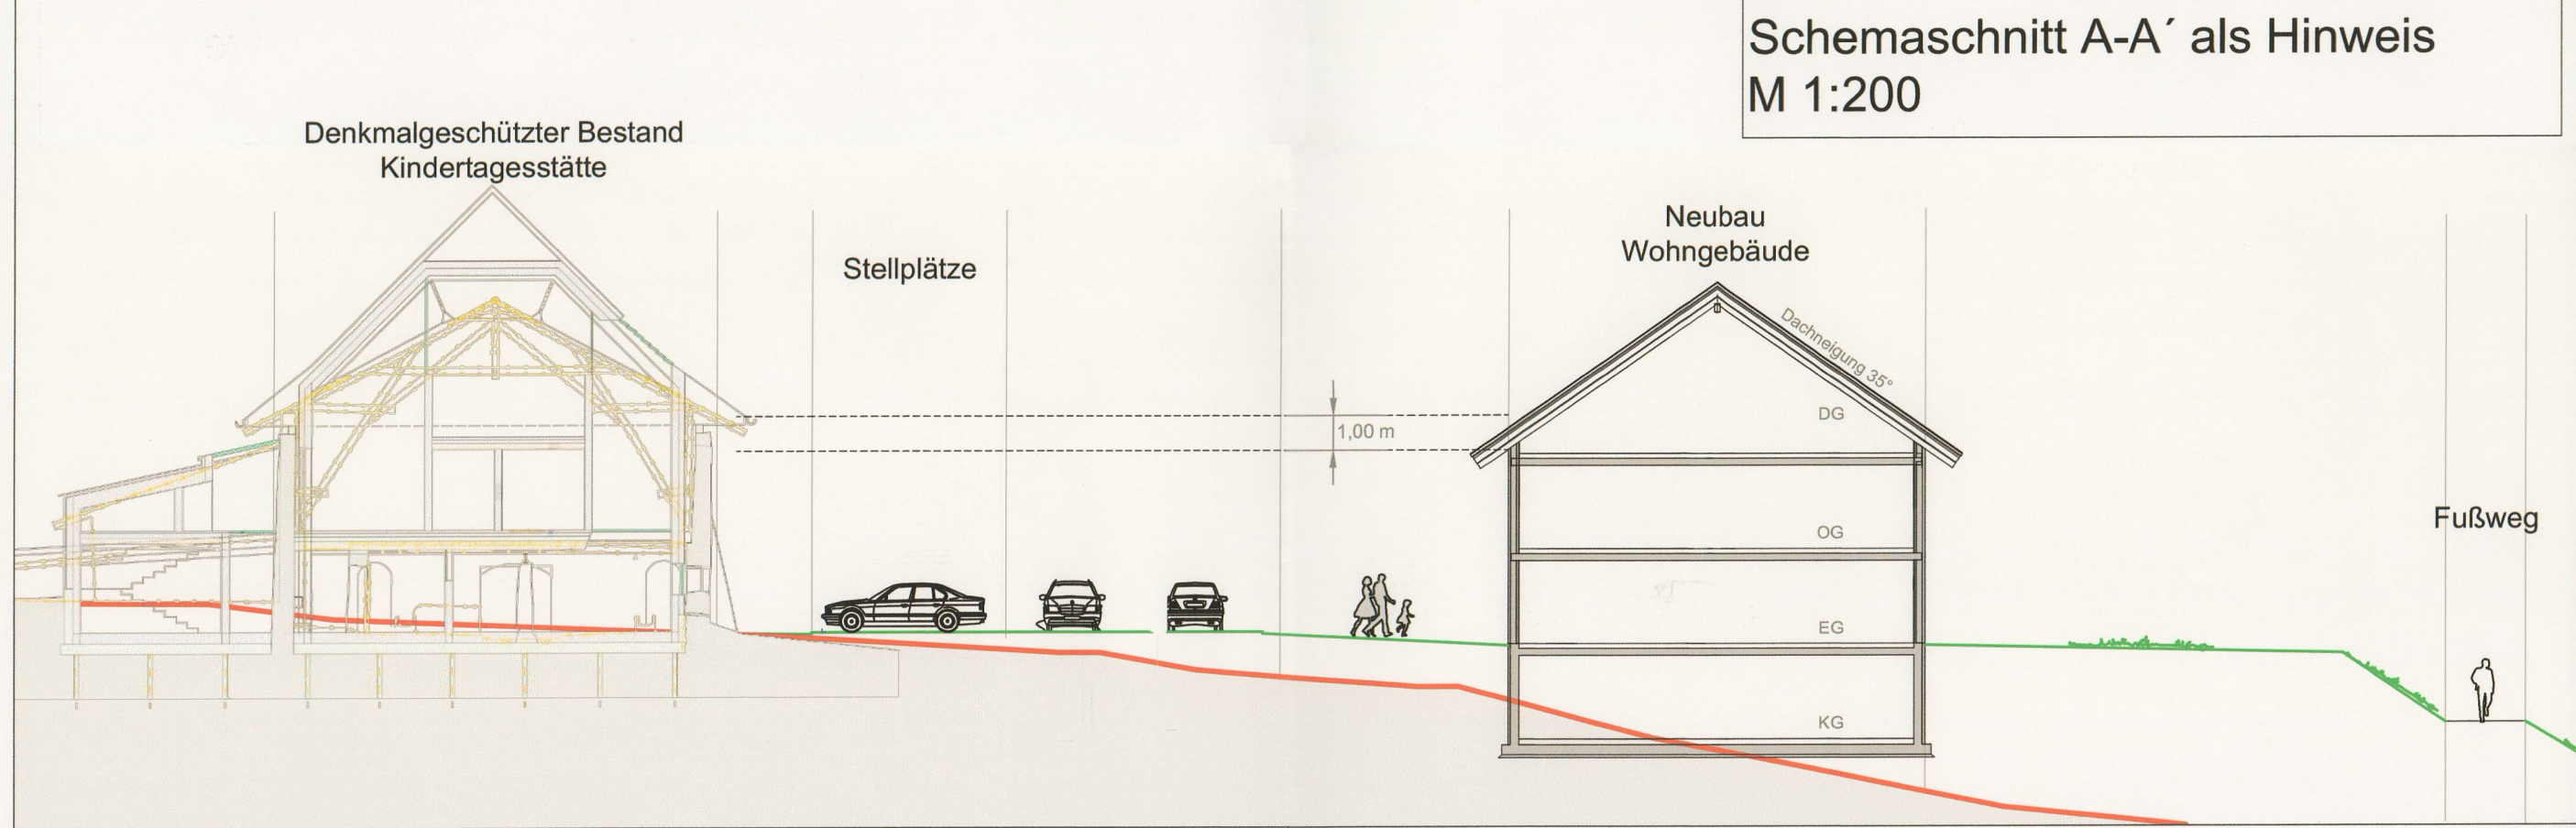 Schemaschnitt A-A´ als Hinweis
M 1:200
Denkmalgeschützter Bestand
Kindertagesstätte
Stellplätze
Neubau
Wohngebäude
Dachneigung 35°
DG
1,00 m
OG
EG
KG
Fußweg